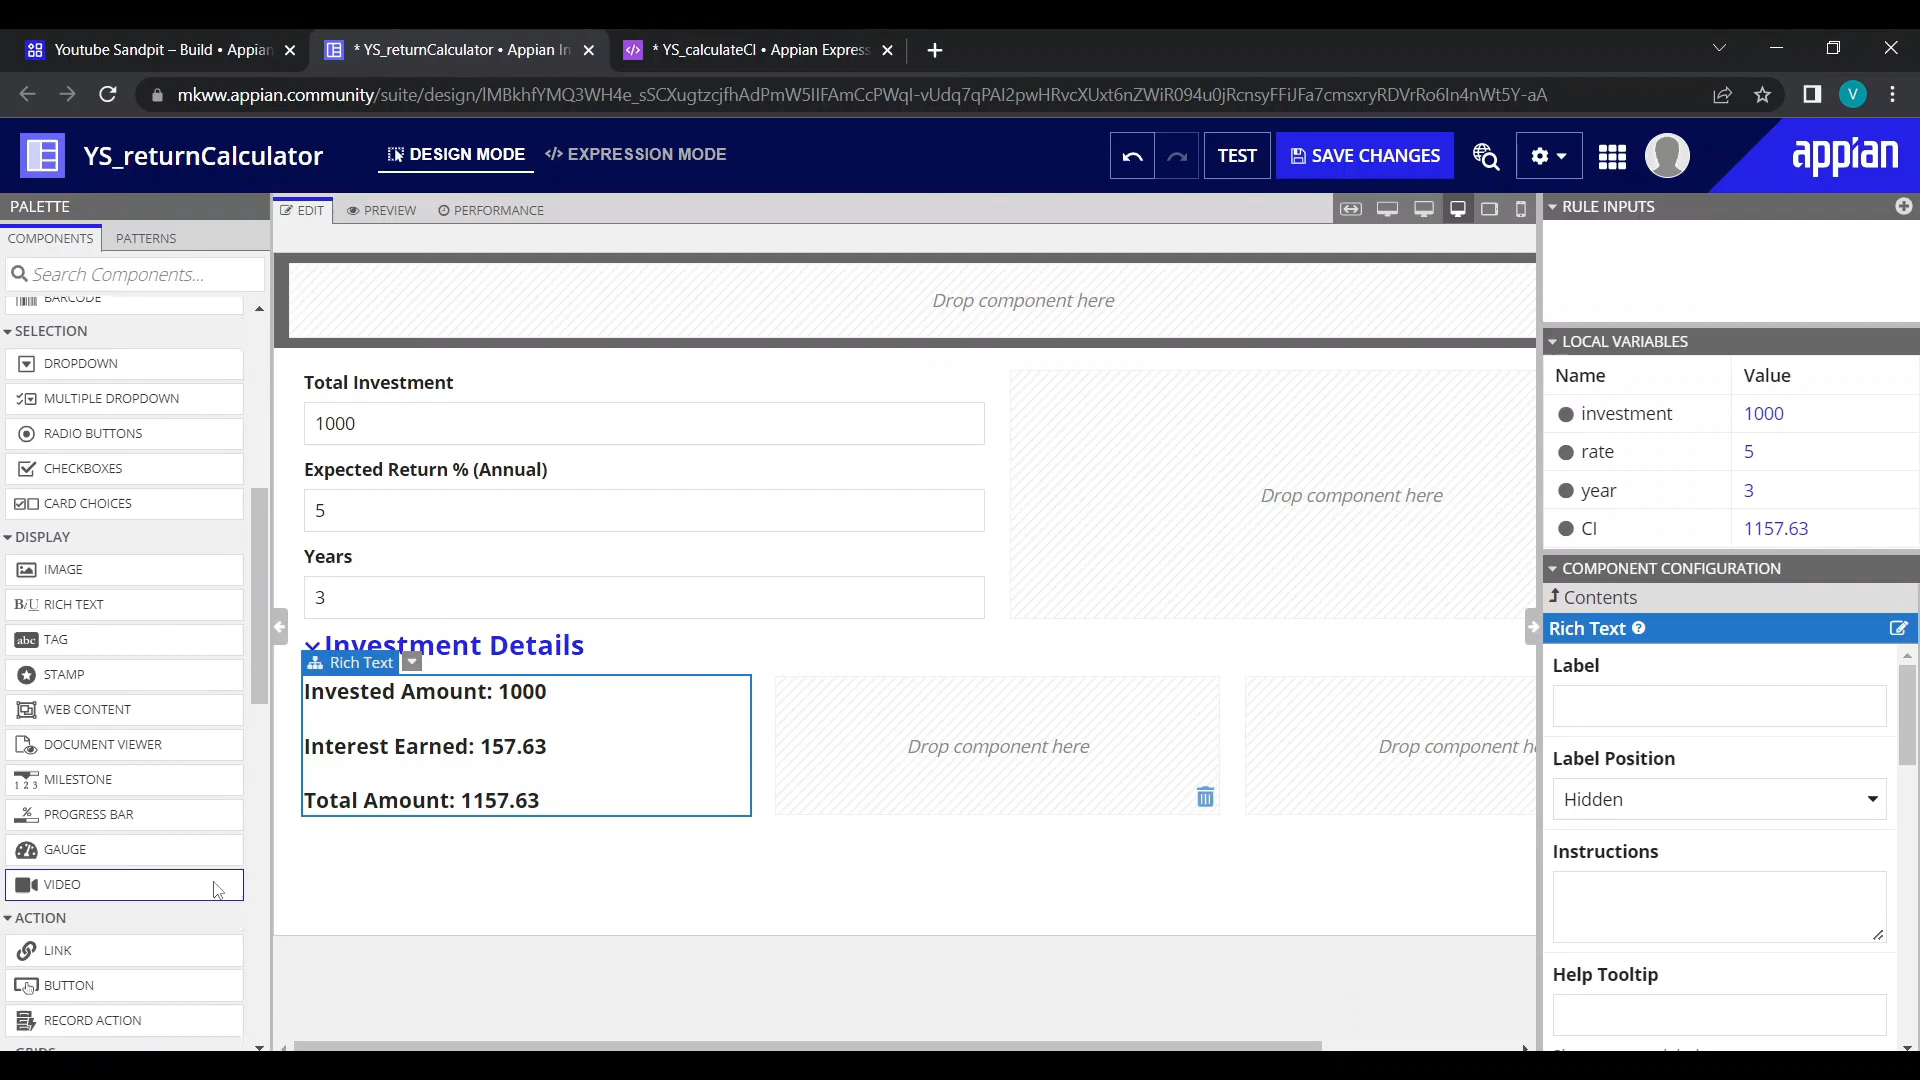 Youtube Sandpit – Build • Appian
* YS_returnCalculator • Appian In
* YS_calculateCI • Appian Express
mkww.appian.community/suite/design/
YS_returnCalculator
DESIGN MODE
EXPRESSION MODE
TEST
SAVE CHANGES
appian
PALETTE
EDIT
PREVIEW
PERFORMANCE
RULE INPUTS
COMPONENTS
PATTERNS
Search Components...
BARCODE
SELECTION
DROPDOWN
MULTIPLE DROPDOWN
RADIO BUTTONS
CHECKBOXES
CARD CHOICES
DISPLAY
IMAGE
B/U RICH TEXT
abc TAG
STAMP
WEB CONTENT
DOCUMENT VIEWER
1 2 3 MILESTONE
% PROGRESS BAR
GAUGE
VIDEO
ACTION
LINK
BUTTON
RECORD ACTION
Drop component here
Total Investment
1000
Expected Return % (Annual)
5
Years
3
Drop component here
Investment Details
Rich Text
Invested Amount: 1000
Interest Earned: 157.63
Total Amount: 1157.63
Drop component here
Drop component he
LOCAL VARIABLES
Name Value
investment 1000
rate 5
year 3
CI 1157.63
COMPONENT CONFIGURATION
Contents
Rich Text ?
Label
Label Position
Hidden
Instructions
Help Tooltip
V